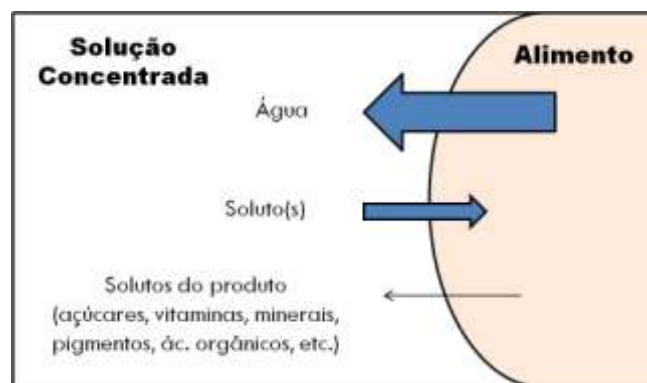 Solução
Concentrada
Alimento
Água
Soluto(s)
Solutos do produto
(açúcares, vitaminas, minerais,
pigmentos, ác. orgânicos, etc.)